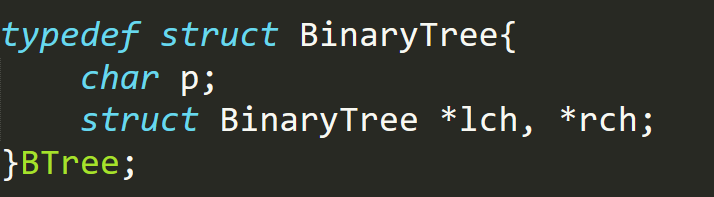 typedef struct BinaryTree{
    char p;
    struct BinaryTree *lch, *rch;
}BTree;